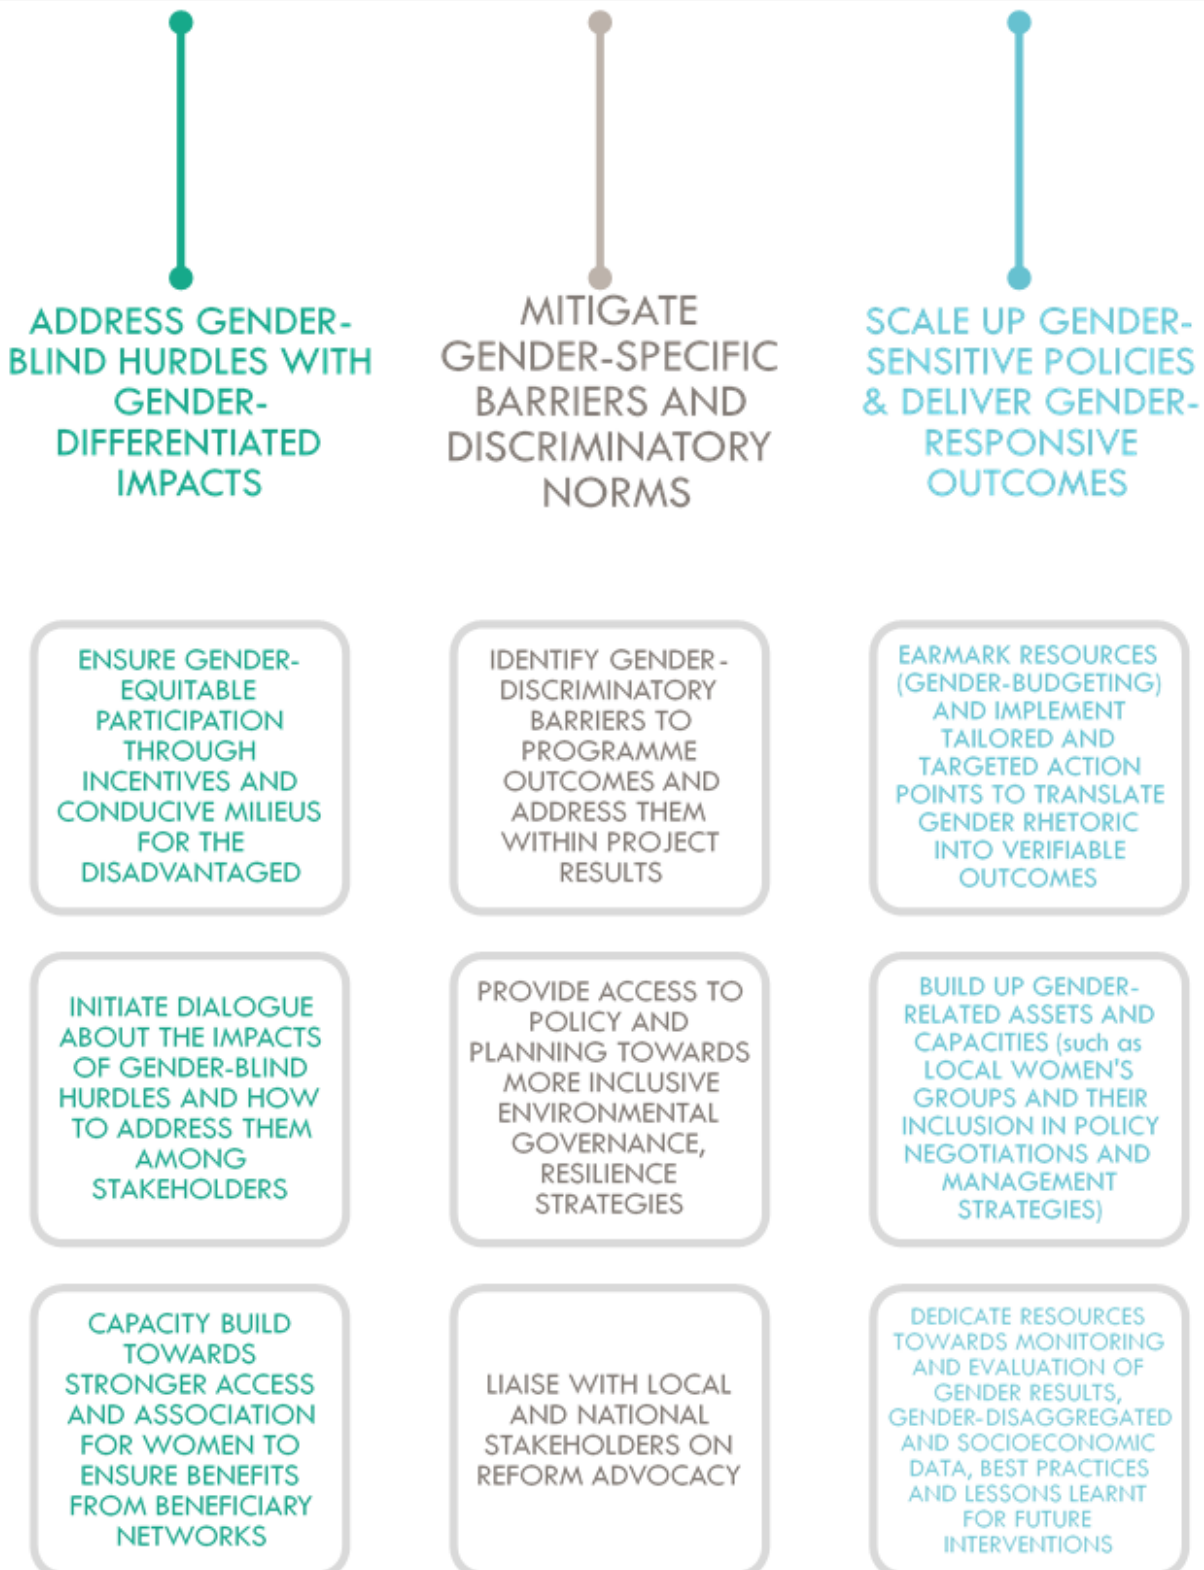 ADDRESS GENDER-
BLIND HURDLES WITH
GENDER-
DIFFERENTIATED
IMPACTS
MITIGATE
GENDER-SPECIFIC
BARRIERS AND
DISCRIMINATORY
NORMS
SCALE UP GENDER-
SENSITIVE POLICIES
& DELIVER GENDER-
RESPONSIVE
OUTCOMES
ENSURE GENDER-
EQUITABLE
PARTICIPATION
THROUGH
INCENTIVES AND
CONDUCIVE MILIEUS
FOR THE
DISADVANTAGED
IDENTIFY GENDER-
DISCRIMINATORY
BARRIERS TO
PROGRAMME
OUTCOMES AND
ADDRESS THEM
WITHIN PROJECT
RESULTS
EARMARK RESOURCES
(GENDER-BUDGETING)
AND IMPLEMENT
TAILORED AND
TARGETED ACTION
POINTS TO TRANSLATE
GENDER RHETORIC
INTO VERIFIABLE
OUTCOMES
INITIATE DIALOGUE
ABOUT THE IMPACTS
OF GENDER-BLIND
HURDLES AND HOW
TO ADDRESS THEM
AMONG
STAKEHOLDERS
PROVIDE ACCESS TO
POLICY AND
PLANNING TOWARDS
MORE INCLUSIVE
ENVIRONMENTAL
GOVERNANCE,
RESILIENCE
STRATEGIES
BUILD UP GENDER-
RELATED ASSETS AND
CAPACITIES (such as
LOCAL WOMEN'S
GROUPS AND THEIR
INCLUSION IN POLICY
NEGOTIATIONS AND
MANAGEMENT
STRATEGIES)
CAPACITY BUILD
TOWARDS
STRONGER ACCESS
AND ASSOCIATION
FOR WOMEN TO
ENSURE BENEFITS
FROM BENEFICIARY
NETWORKS
LIAISE WITH LOCAL
AND NATIONAL
STAKEHOLDERS ON
REFORM ADVOCACY
DEDICATE RESOURCES
TOWARDS MONITORING
AND EVALUATION OF
GENDER RESULTS,
GENDER-DISAGGREGATED
AND SOCIOECONOMIC
DATA, BEST PRACTICES
AND LESSONS LEARNT
FOR FUTURE
INTERVENTIONS